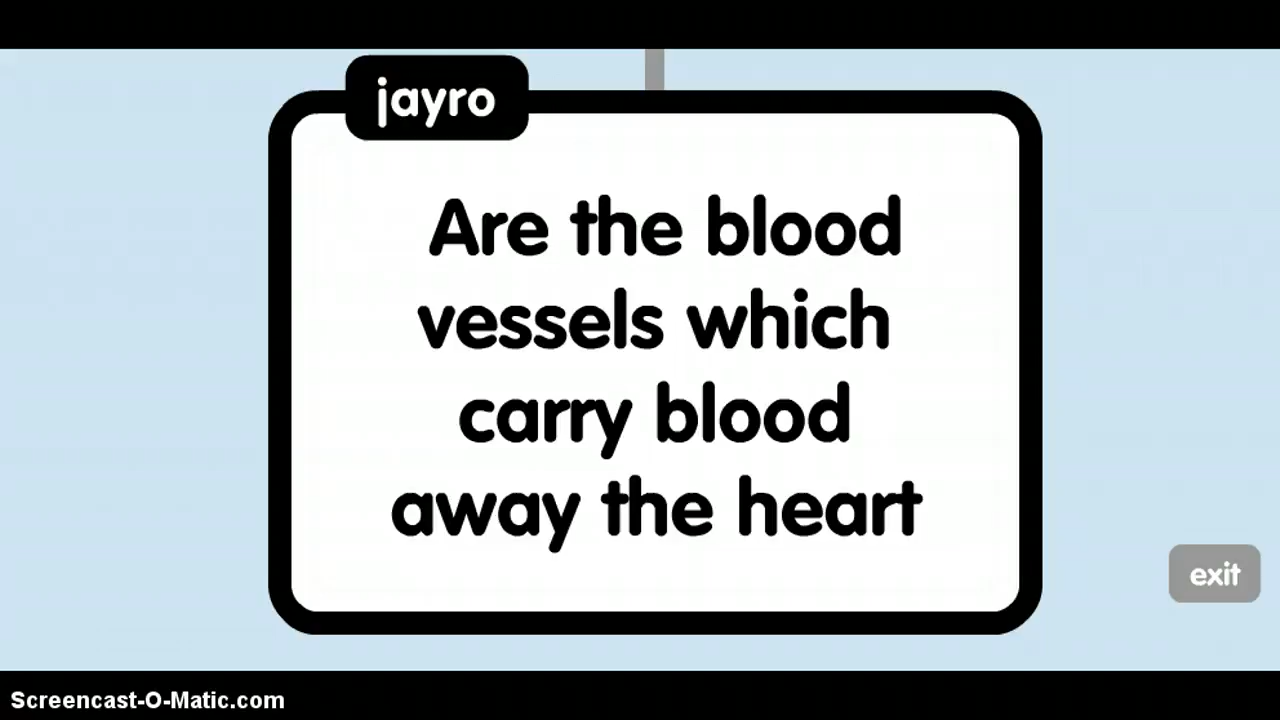 jayro
Are the blood
vessels which
carry blood
away the heart
exit
Screencast-O-Matic.com